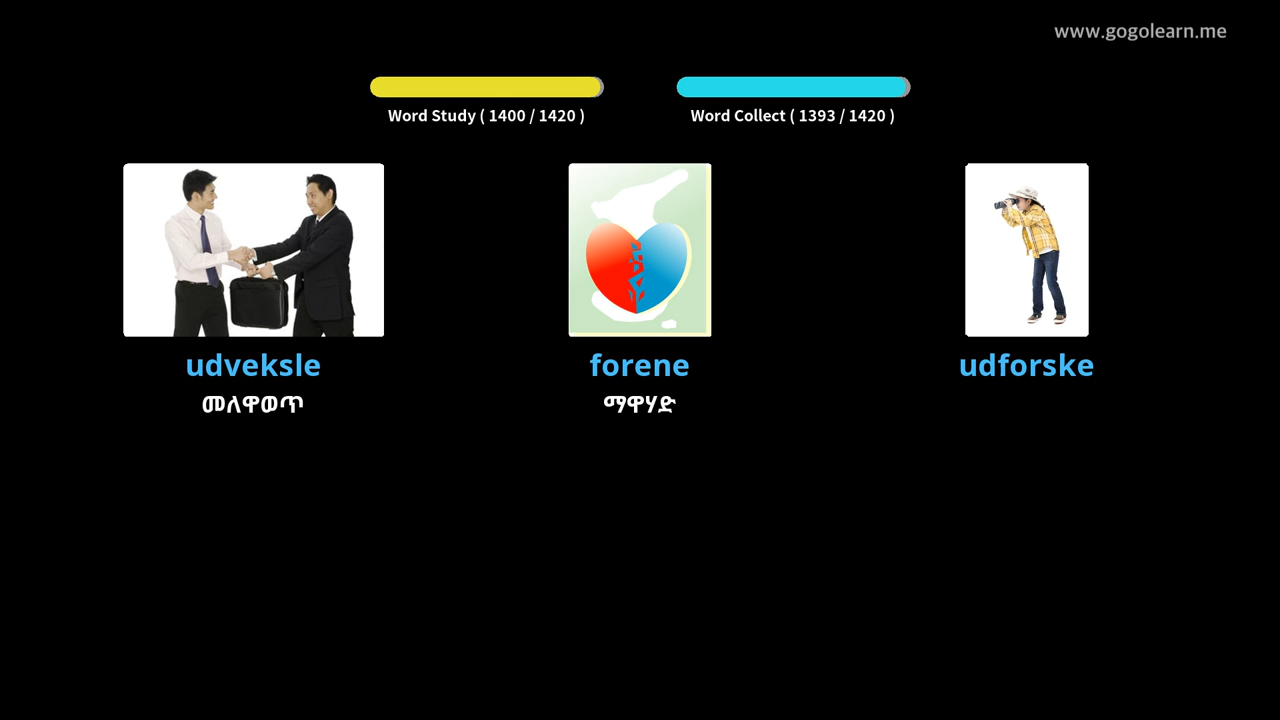 www.gogolearn.me
Word Study ( 1400 / 1420 )
Word Collect ( 1393 / 1420 )
udveksle
forene
udforske
መለዋወጥ
ማዋሃድ